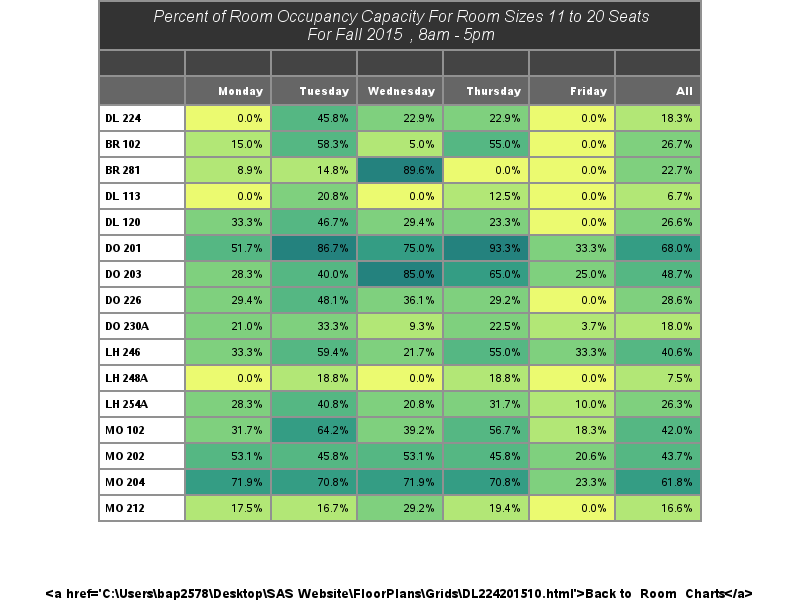 Percent of Room Occupancy Capacity For Room Sizes 11 to 20 Seats
For Fall 2015 , 8am - 5pm
Monday Tuesday Wednesday Thursday Friday All
DL 224 0.0% 45.8% 22.9% 22.9% 0.0% 18.3%
BR 102 15.0% 58.3% 5.0% 55.0% 0.0% 26.7%
BR 281 8.9% 14.8% 89.6% 0.0% 0.0% 22.7%
DL 113 0.0% 20.8% 0.0% 12.5% 0.0% 6.7%
DL 120 33.3% 46.7% 29.4% 23.3% 0.0% 26.6%
DO 201 51.7% 86.7% 75.0% 93.3% 33.3% 68.0%
DO 203 28.3% 40.0% 85.0% 65.0% 25.0% 48.7%
DO 226 29.4% 48.1% 36.1% 29.2% 0.0% 28.6%
DO 230A 21.0% 33.3% 9.3% 22.5% 3.7% 18.0%
LH 246 33.3% 59.4% 21.7% 55.0% 33.3% 40.6%
LH 248A 0.0% 18.8% 0.0% 18.8% 0.0% 7.5%
LH 254A 28.3% 40.8% 20.8% 31.7% 10.0% 26.3%
MO 102 31.7% 64.2% 39.2% 56.7% 18.3% 42.0%
MO 202 53.1% 45.8% 53.1% 45.8% 20.6% 43.7%
MO 204 71.9% 70.8% 71.9% 70.8% 23.3% 61.8%
MO 212 17.5% 16.7% 29.2% 19.4% 0.0% 16.6%
<a href='C:\Users\bap2578\Desktop\SAS Website\FloorPlans\Grids\DL224201510.html'>Back to Room Charts</a>